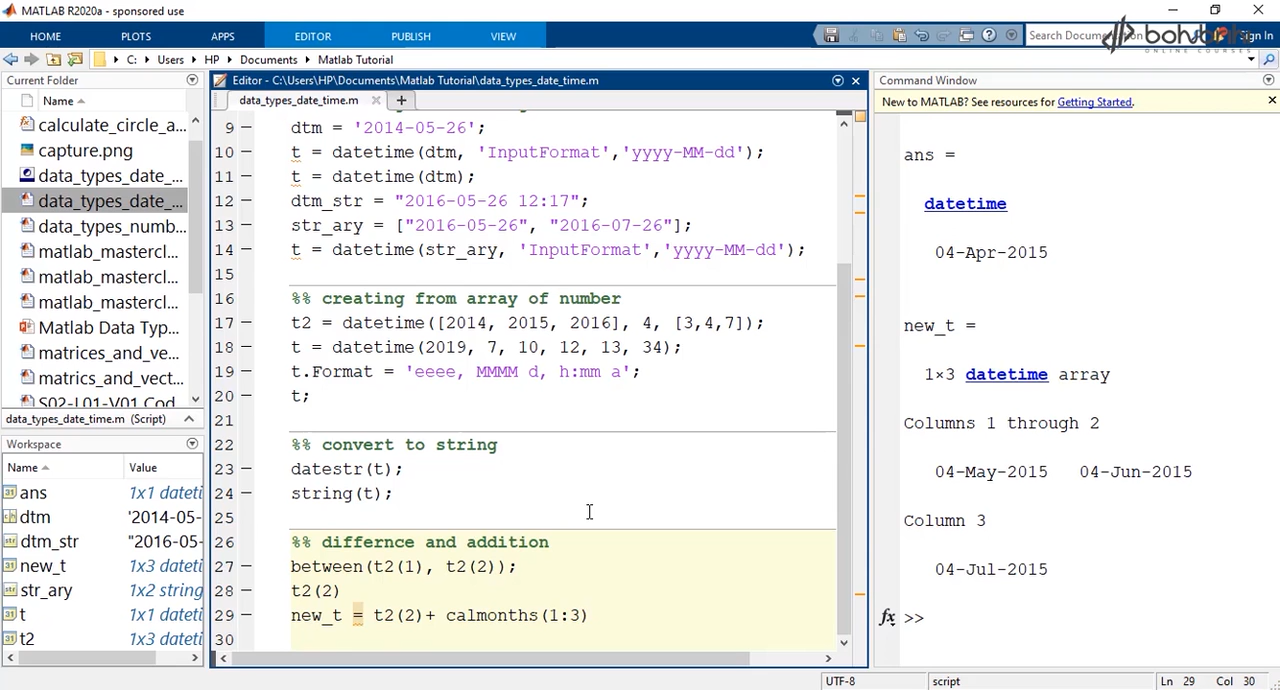 MATLAB R2020a - sponsored use
HOME PLOTS APPS EDITOR PUBLISH VIEW
Search Documentation
Sign In
ONLINE COURSES
C: Users HP Documents Matlab Tutorial
Current Folder
Name
calculate_circle_a...
capture.png
data_types_date_...
data_types_date_...
data_types_numb...
matlab_mastercl...
matlab_mastercl...
matlab_mastercl...
Matlab Data Typ...
matrices_and_ve...
matrics_and_vect...
S02-L01-V01 Cod
data_types_date_time.m (Script)
Workspace
Name Value
ans 1x1 dateti
dtm '2014-05-
dtm_str "2016-05-
new_t 1x3 dateti
str_ary 1x2 string
t 1x1 dateti
t2 1x3 dateti
Editor - C:\Users\HP\Documents\Matlab Tutorial\data_types_date_time.m
data_types_date_time.m
9 dtm = '2014-05-26';
10 t = datetime(dtm, 'InputFormat','yyyy-MM-dd');
11 t = datetime(dtm);
12 dtm_str = "2016-05-26 12:17";
13 str_ary = ["2016-05-26", "2016-07-26"];
14 t = datetime(str_ary, 'InputFormat','yyyy-MM-dd');
15
16 %% creating from array of number
17 t2 = datetime([2014, 2015, 2016], 4, [3,4,7]);
18 t = datetime(2019, 7, 10, 12, 13, 34);
19 t.Format = 'eeee, MMMM d, h:mm a';
20 t;
21
22 %% convert to string
23 datestr(t);
24 string(t);
25
26 %% differnce and addition
27 between(t2(1), t2(2));
28 t2(2)
29 new_t = t2(2)+ calmonths(1:3)
30
Command Window
New to MATLAB? See resources for Getting Started.
ans =
datetime
04-Apr-2015
new_t =
1×3 datetime array
Columns 1 through 2
04-May-2015 04-Jun-2015
Column 3
04-Jul-2015
fx >>
UTF-8 script Ln 29 Col 30